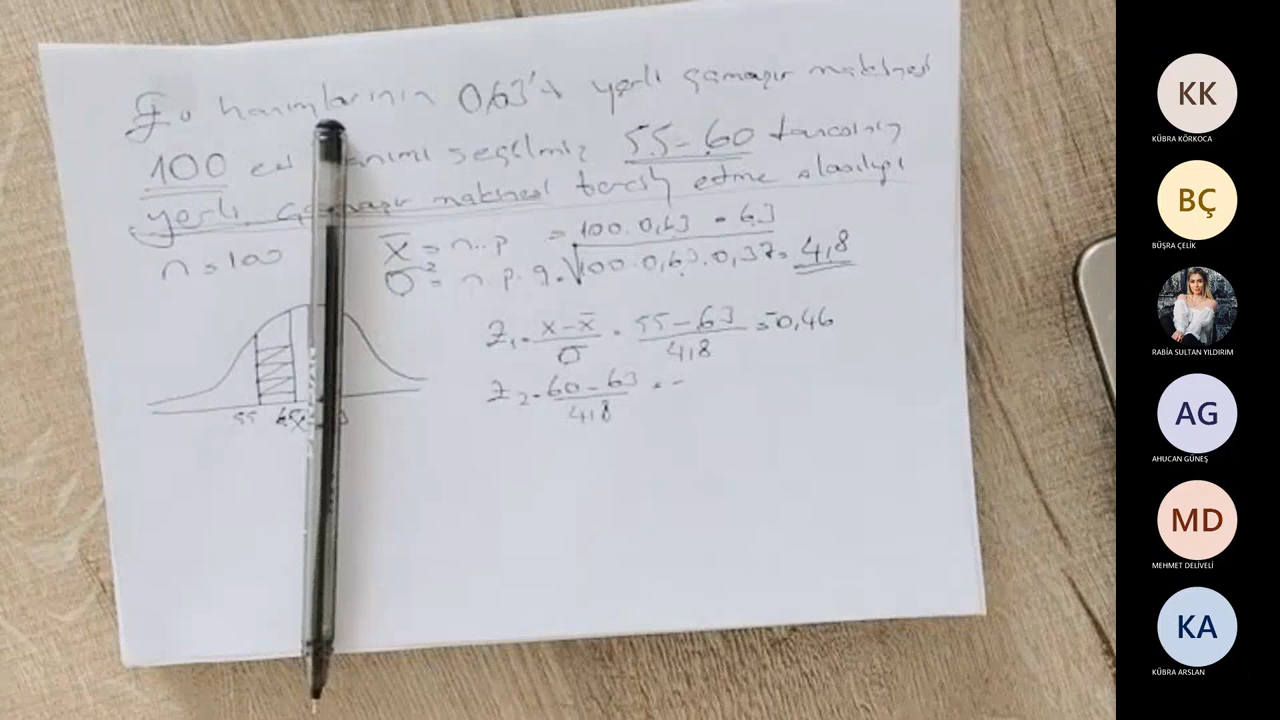 Ev hanımlarının 0,63'ü yerli çamaşır makinesi
100 ev hanımı seçilmiş 55-60 tanesinin
yerli çamaşır makinesi tercih etme olasılığı
n = 100
x̄ = n.p = 100.0,63 = 63
σ² = n.p.q = √100.0,63.0,37 = 4,8
Z₁ = x-x̄/σ = 55-63/4,8 = -0,46
Z₂ = 60-63/4,8 = -
55
KK
KÜBRA KÖRKOCA
BÇ
BÜŞRA ÇELİK
RABİA SULTAN YILDIRIM
AG
AHUCAN GÜNEŞ
MD
MEHMET DELİVELİ
KA
KÜBRA ARSLAN